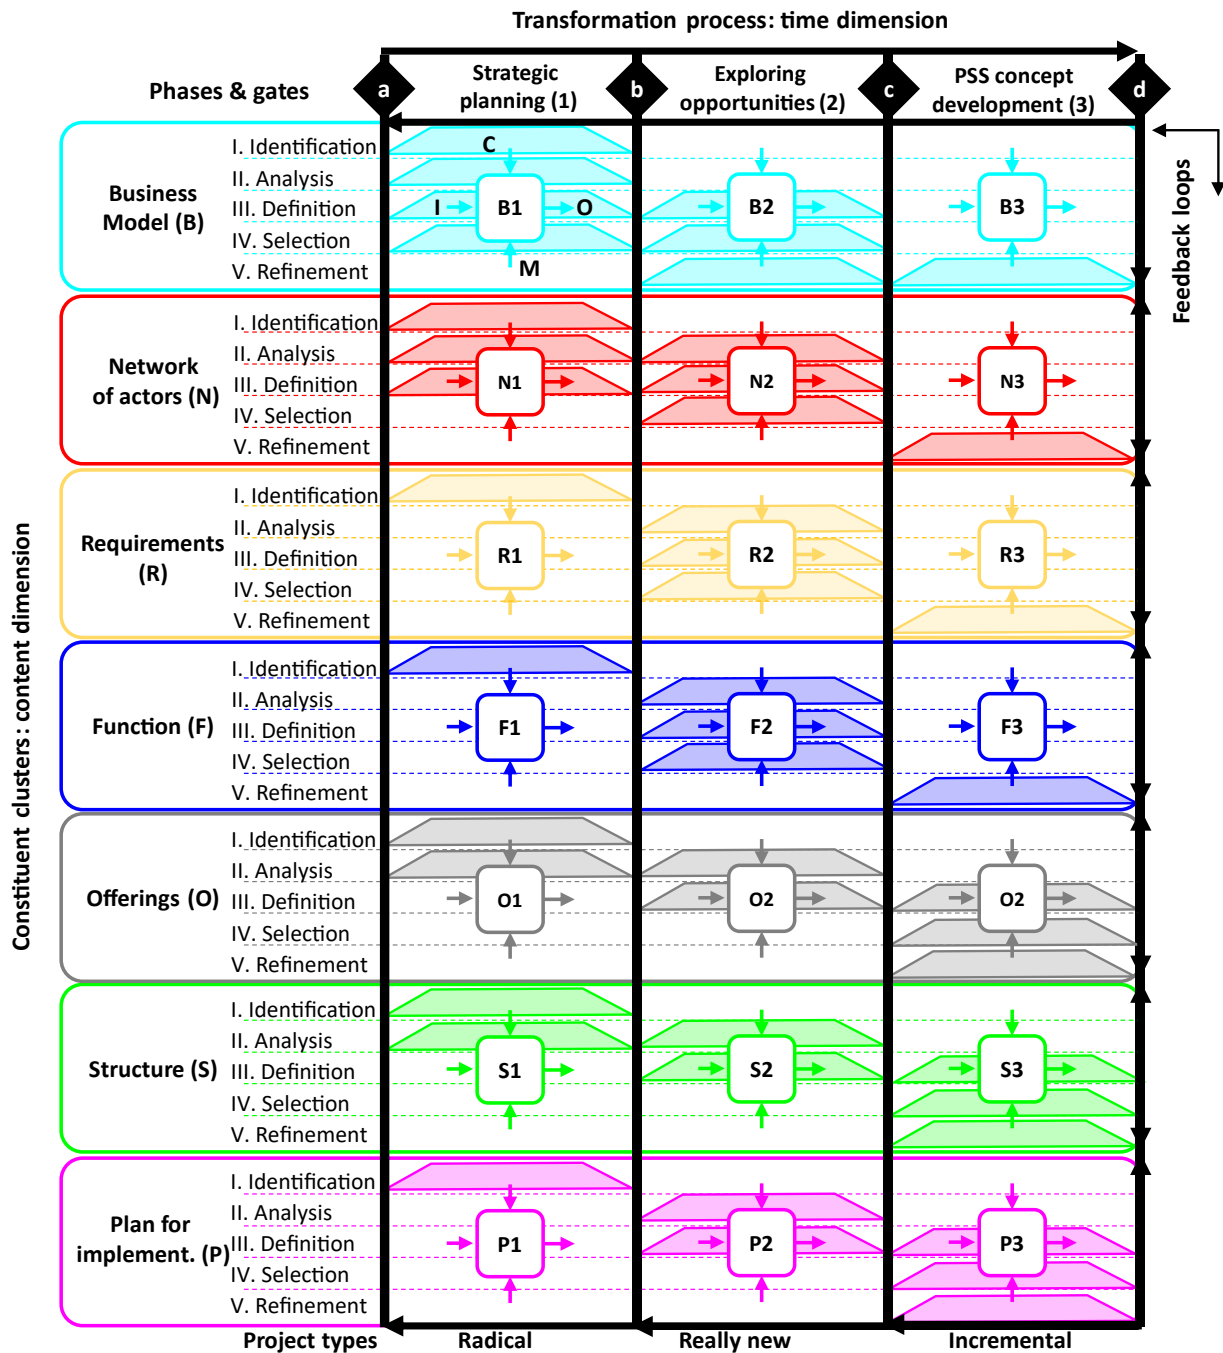 Transformation process: time dimension
Phases & gates
a
Strategic
planning (1)
b
Exploring
opportunities (2)
c
PSS concept
development (3)
d
Feedback loops
Constituent clusters: content dimension
Business
Model (B)
I. Identification
II. Analysis
III. Definition
IV. Selection
V. Refinement
C
I
B1
O
M
B2
B3
Network
of actors (N)
I. Identification
II. Analysis
III. Definition
IV. Selection
V. Refinement
N1
N2
N3
Requirements
(R)
I. Identification
II. Analysis
III. Definition
IV. Selection
V. Refinement
R1
R2
R3
Function (F)
I. Identification
II. Analysis
III. Definition
IV. Selection
V. Refinement
F1
F2
F3
Offerings (O)
I. Identification
II. Analysis
III. Definition
IV. Selection
V. Refinement
O1
O2
O2
Structure (S)
I. Identification
II. Analysis
III. Definition
IV. Selection
V. Refinement
S1
S2
S3
Plan for
implement. (P)
I. Identification
II. Analysis
III. Definition
IV. Selection
V. Refinement
P1
P2
P3
Project types
Radical
Really new
Incremental